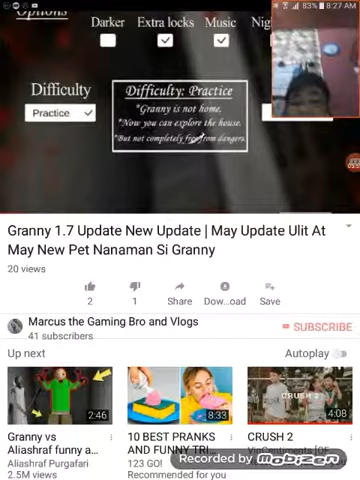 Options
83% 8:27 AM
Darker Extra locks Music
Difficulty
Practice
Difficulty: Practice
*Granny is not home.
*Now you can explore the house.
*But not completely free from dangers.
Granny 1.7 Update New Update | May Update Ulit At
May New Pet Nanaman Si Granny
20 views
2 1 Share Dow...oad Save
Marcus the Gaming Bro and Vlogs
41 subscribers
SUBSCRIBE
Up next
Autoplay
2:46
8:33
CRUSH 2
4:08
Granny vs
Aliashraf funny a...
Aliashraf Purgafari
2.5M views
10 BEST PRANKS
AND FUNNY TRI...
123 GO!
Recommended for you
CRUSH 2
Recorded by Mobizen